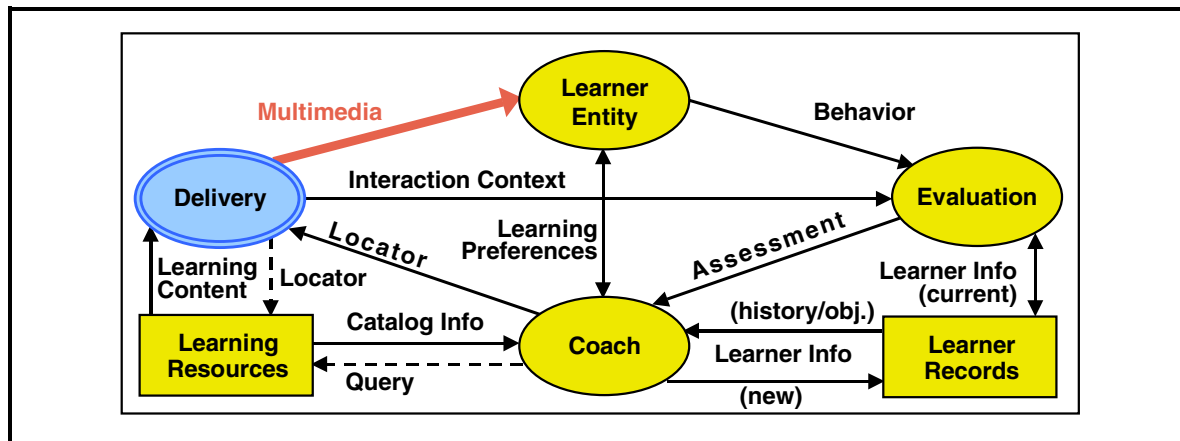 Learner
Entity
Multimedia
Behavior
Delivery
Interaction Context
Evaluation
Learning
Preferences
Locator
Assessment
Learning
Content
Locator
Learner Info
(current)
Catalog Info
(history/obj.)
Learning
Resources
Coach
Learner Info
Learner
Records
Query
(new)